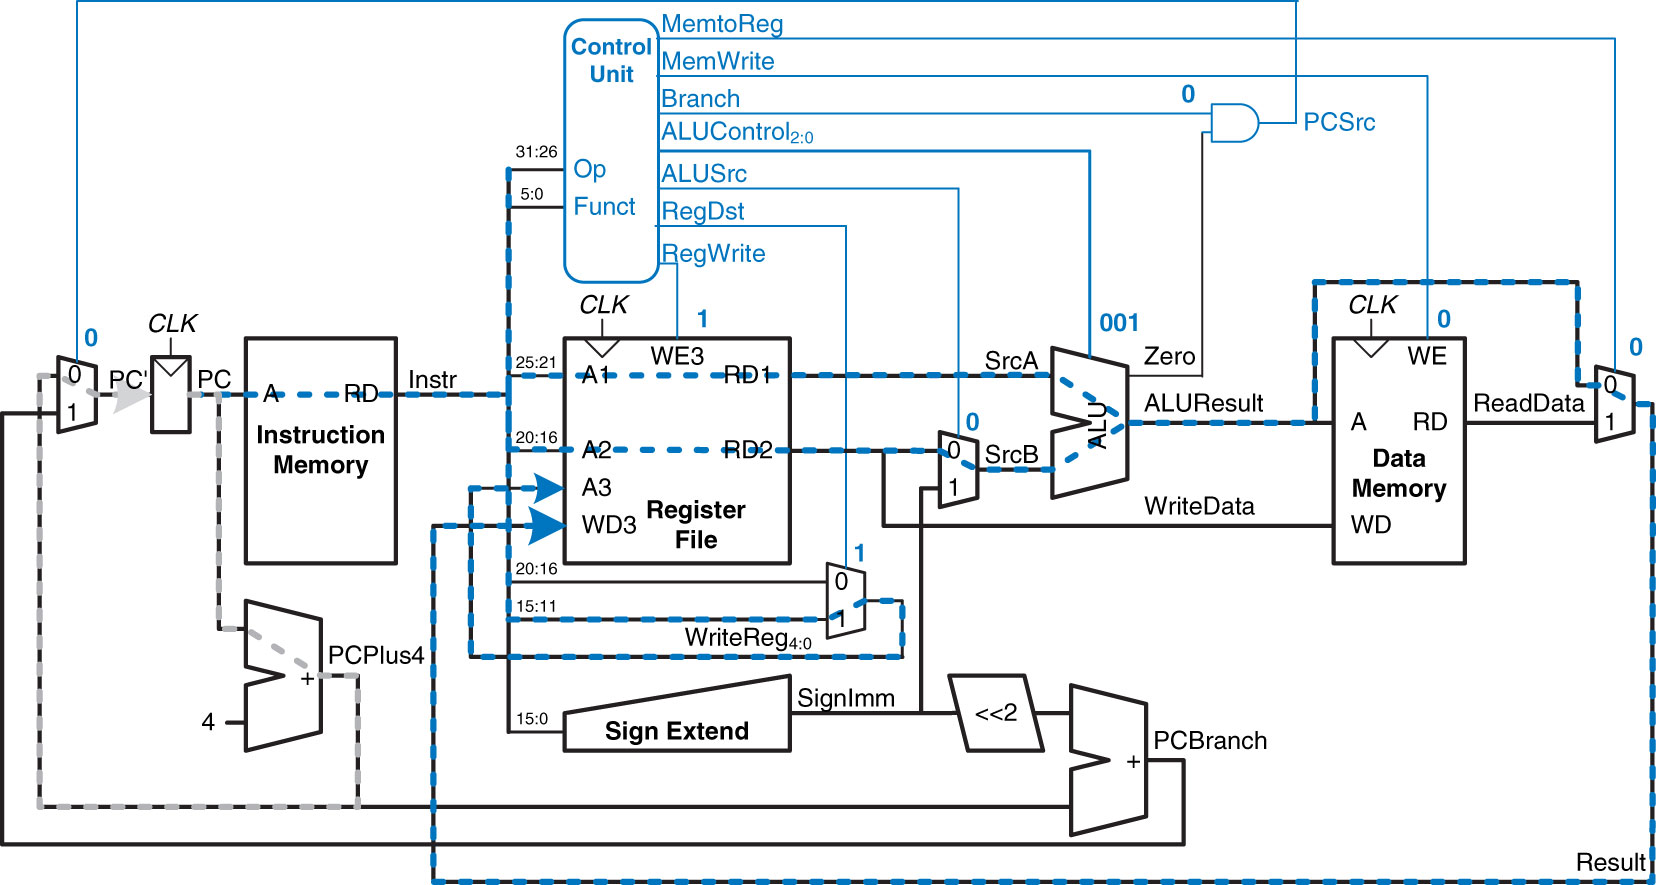 MemtoReg
Control
Unit
MemWrite
Branch
0
ALUControl2:0
PCSrc
31:26
Op
ALUSrc
5:0
Funct
RegDst
RegWrite
CLK
CLK
CLK
0
1
001
0
0
WE3
Zero
WE
25:21
SrcA
0
PC'
PC
A
RD
Instr
A1
RD1
0
1
ALUResult
ReadData
0
1
Instruction
Memory
20:16
A2
RD2
0
0
SrcB
ALU
A
RD
Data
Memory
A3
1
Register
File
WriteData
WD3
WD
20:16
1
0
15:11
1
WriteReg4:0
PCPlus4
+
4
15:0
Sign Extend
SignImm
<<2
PCBranch
+
Result